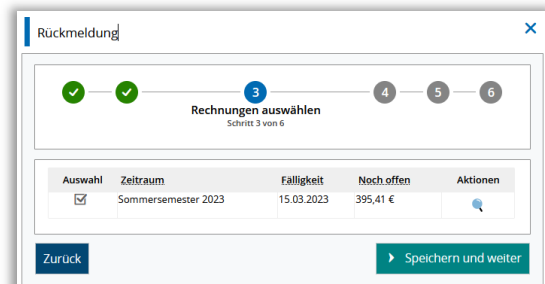 Rückmeldung
3
4
5
6
Rechnungen auswählen
Schritt 3 von 6
Auswahl Zeitraum Fälligkeit Noch offen Aktionen
Sommersemester 2023 15.03.2023 395,41 €
Zurück
Speichern und weiter